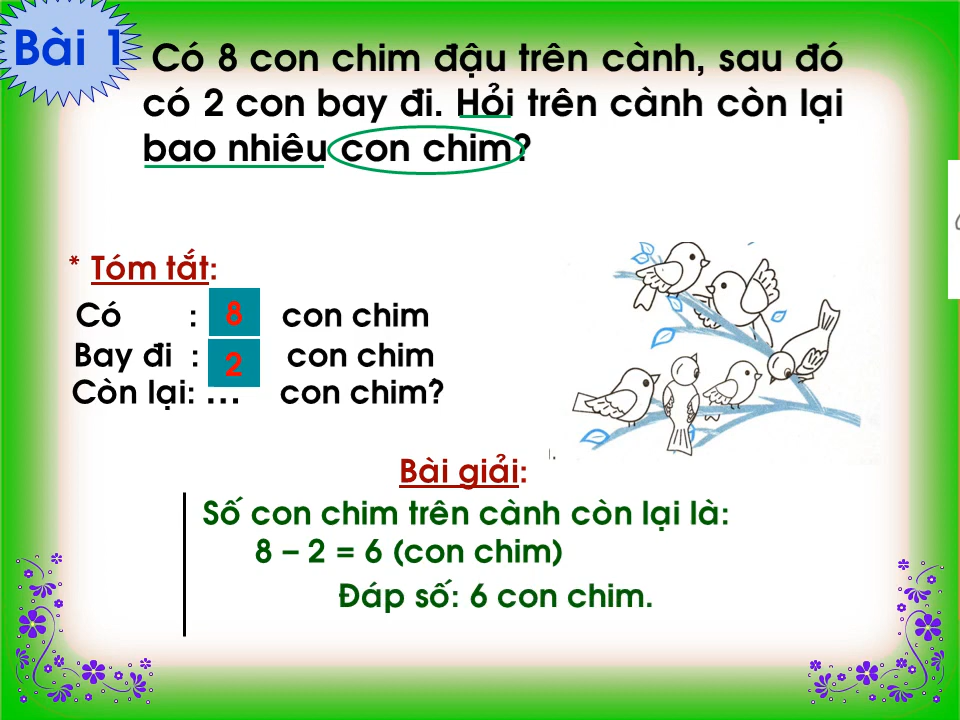 Bài 1
Có 8 con chim đậu trên cành, sau đó
có 2 con bay đi. Hỏi trên cành còn lại
bao nhiêu con chim?
* Tóm tắt:
Có : 8 con chim
Bay đi : 2 con chim
Còn lại: ... con chim?
Bài giải:
Số con chim trên cành còn lại là:
8 – 2 = 6 (con chim)
Đáp số: 6 con chim.